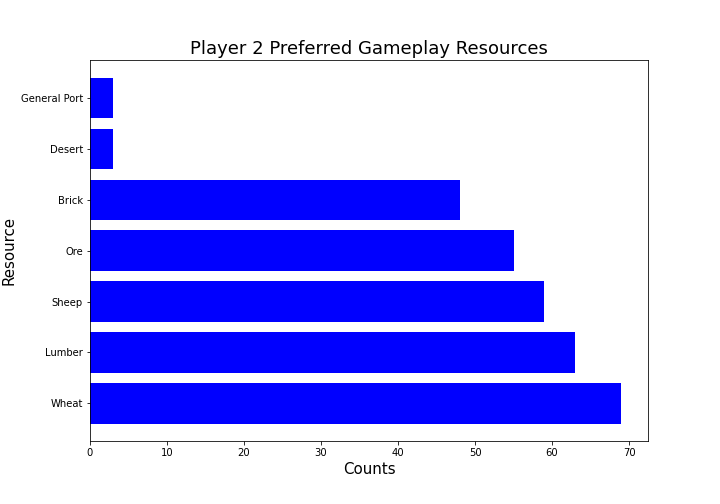 Player 2 Preferred Gameplay Resources
General Port
Desert
Brick
Ore
Sheep
Lumber
Wheat
Resource
0 10 20 30 40 50 60 70
Counts